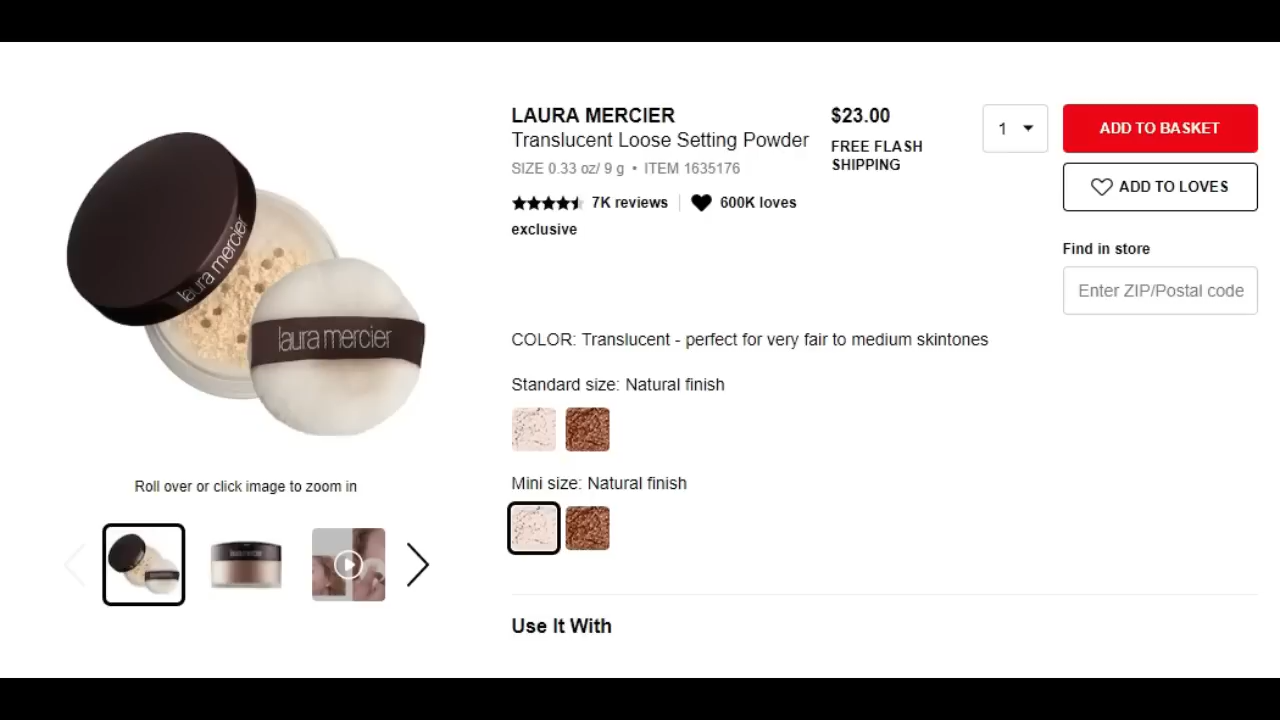 LAURA MERCIER
Translucent Loose Setting Powder
SIZE 0.33 oz/ 9 g • ITEM 1635176
7K reviews
600K loves
exclusive
$23.00
FREE FLASH
SHIPPING
1
ADD TO BASKET
ADD TO LOVES
Find in store
Enter ZIP/Postal code
laura mercier
laura mercier
Roll over or click image to zoom in
COLOR: Translucent - perfect for very fair to medium skintones
Standard size: Natural finish
Mini size: Natural finish
Use It With